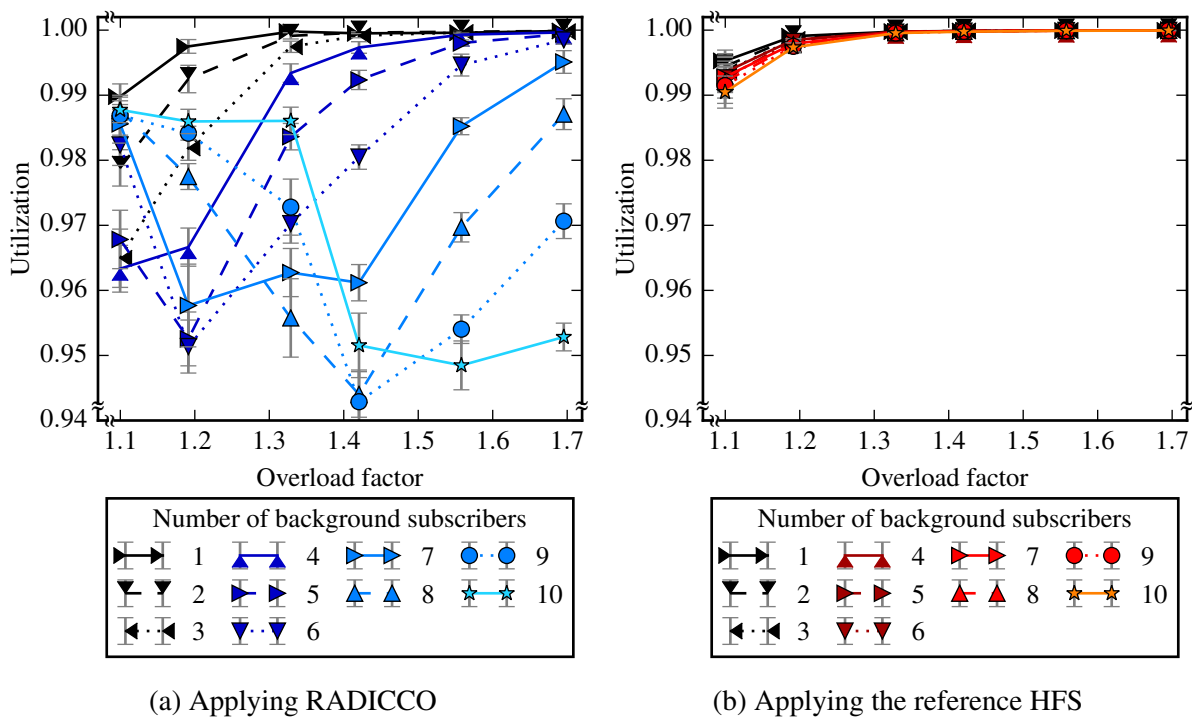 1.00
0.99
0.98
0.97
0.96
0.95
0.94
Utilization
1.1 1.2 1.3 1.4 1.5 1.6 1.7
Overload factor
Number of background subscribers
1 4 7 9
2 5 8 10
3 6
(a) Applying RADICCO
1.00
0.99
0.98
0.97
0.96
0.95
0.94
Utilization
1.1 1.2 1.3 1.4 1.5 1.6 1.7
Overload factor
Number of background subscribers
1 4 7 9
2 5 8 10
3 6
(b) Applying the reference HFS